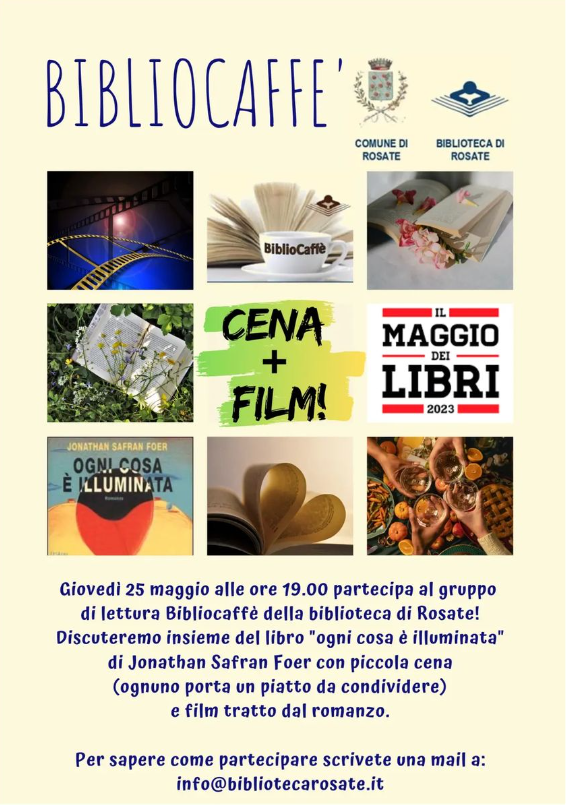 BIBLIOCAFFE'
COMUNE DI
ROSATE
BIBLIOTECA DI
ROSATE
BiblioCaffè
CENA
+
FILM!
IL
MAGGIO
DEI
LIBRI
2023
JONATHAN SAFRAN FOER
OGNI COSA
È ILLUMINATA
Romanzo
Giovedì 25 maggio alle ore 19.00 partecipa al gruppo
di lettura Bibliocaffè della biblioteca di Rosate!
Discuteremo insieme del libro "ogni cosa è illuminata"
di Jonathan Safran Foer con piccola cena
(ognuno porta un piatto da condividere)
e film tratto dal romanzo.
Per sapere come partecipare scrivete una mail a:
info@bibliotecarosate.it